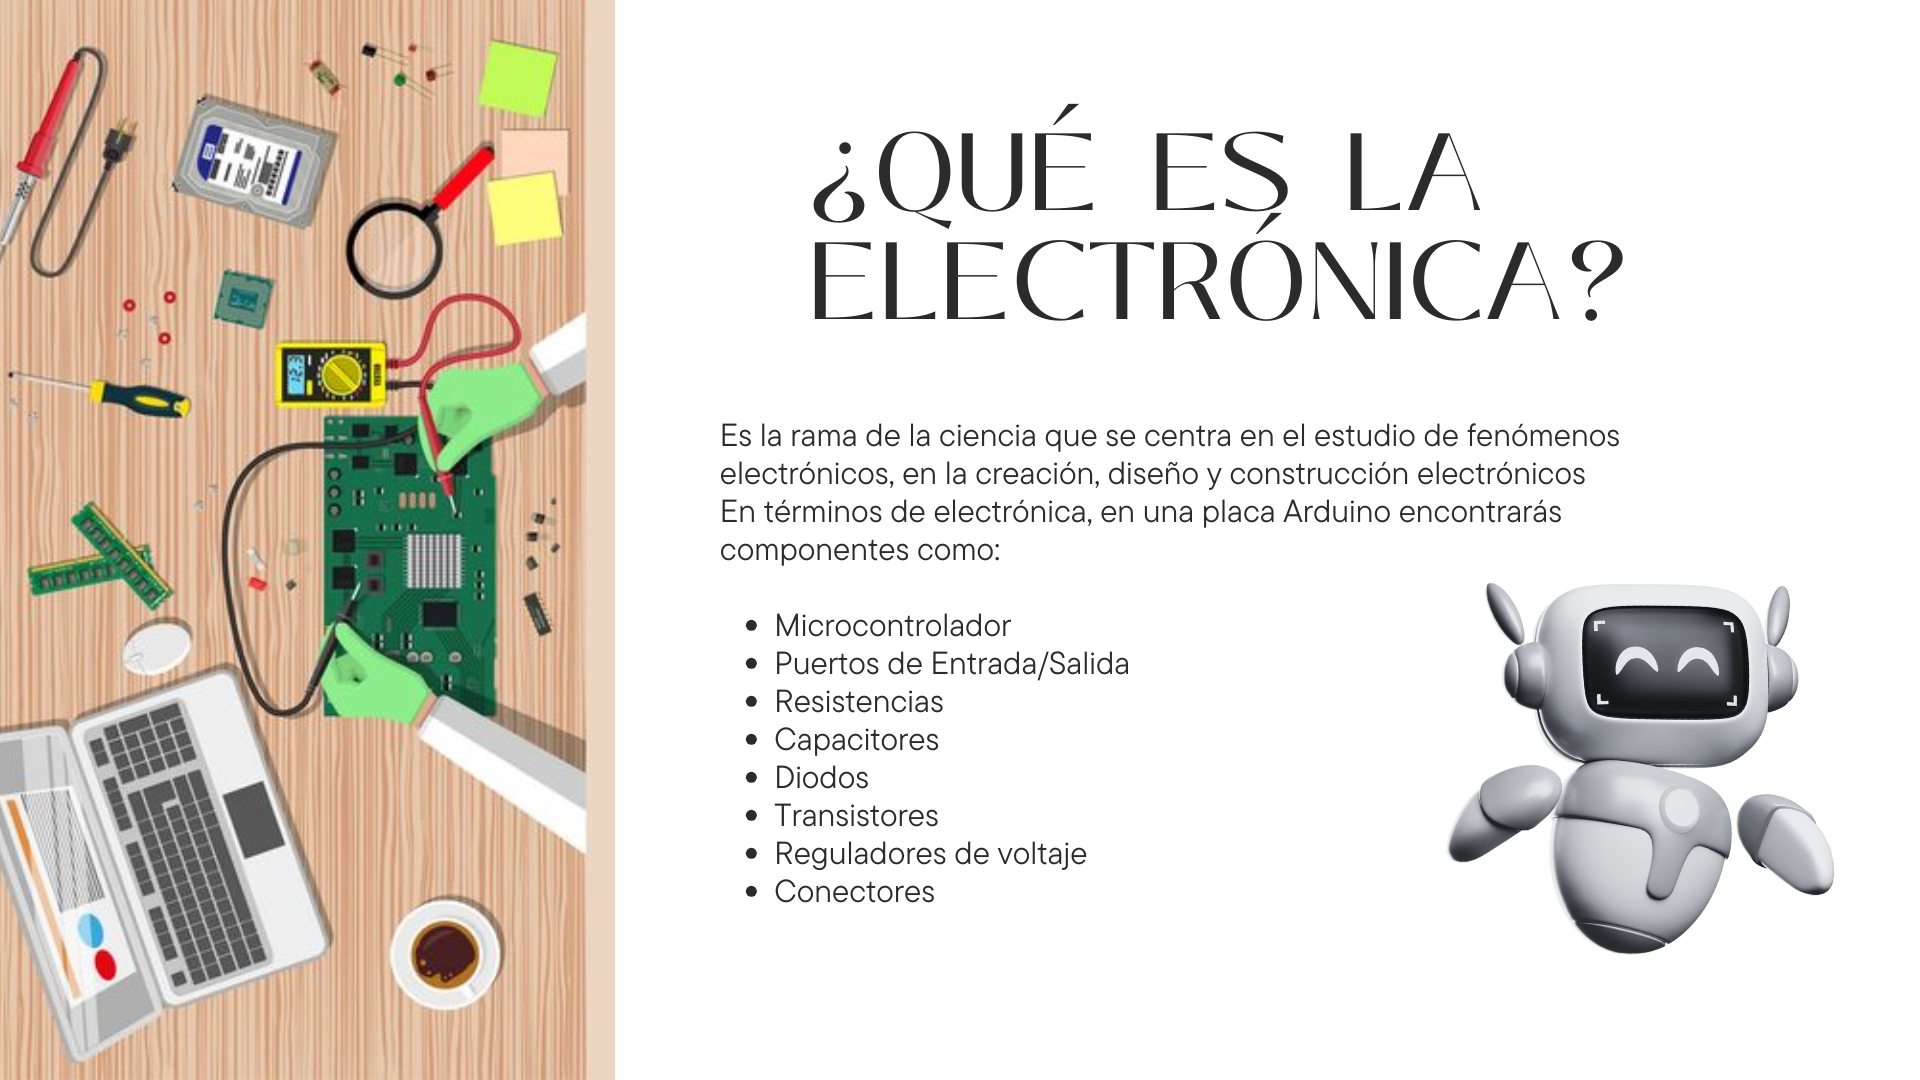 ¿QUÉ ES LA
ELECTRÓNICA?
Es la rama de la ciencia que se centra en el estudio de fenómenos
electrónicos, en la creación, diseño y construcción electrónicos
En términos de electrónica, en una placa Arduino encontrarás
componentes como:
• Microcontrolador
• Puertos de Entrada/Salida
• Resistencias
• Capacitores
• Diodos
• Transistores
• Reguladores de voltaje
• Conectores